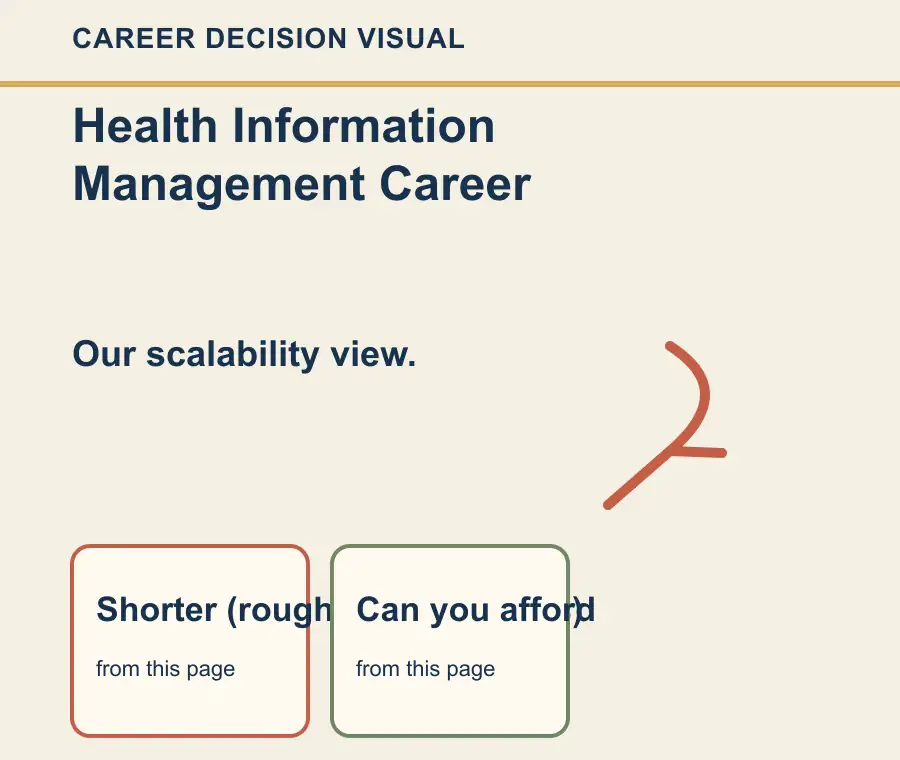 CAREER DECISION VISUAL
Health Information
Management Career
Our scalability view.
Shorter (rough
Can you afford
from this page
from this page